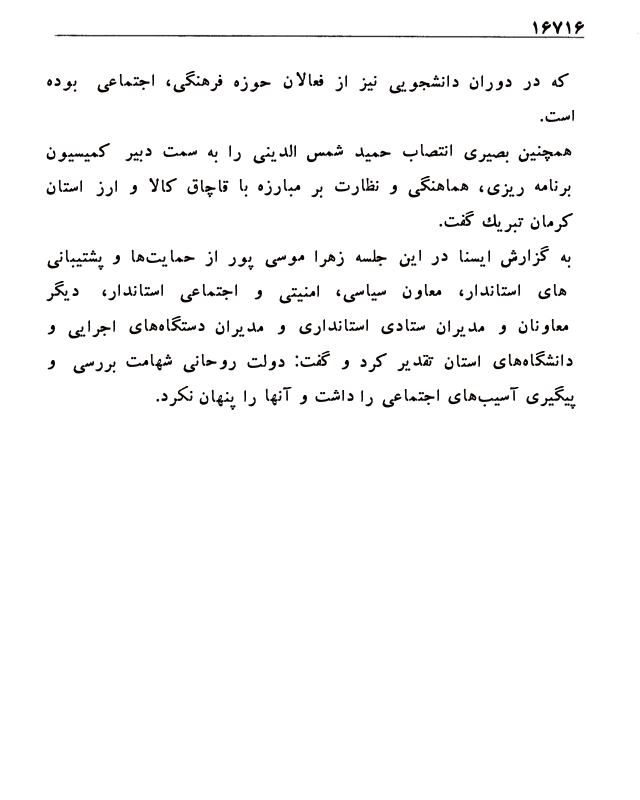 ۱۶۷۱۶
که در دوران دانشجویی نیز از فعالان حوزه فرهنگی، اجتماعی بوده
است.
همچنین بصیری انتصاب حمید شمس الدینی را به سمت دبیر کمیسیون
برنامه ریزی، هماهنگی و نظارت بر مبارزه با قاچاق کالا و ارز استان
کرمان تبریك گفت.
به گزارش ایسنا در این جلسه زهرا موسی پور از حمایت‌ها و پشتیبانی
های استاندار، معاون سیاسی، امنیتی و اجتماعی استاندار، دیگر
معاونان و مدیران ستادی استانداری و مدیران دستگاه‌های اجرایی و
دانشگاه‌های استان تقدیر کرد و گفت: دولت روحانی شهامت بررسی و
پیگیری آسیب‌های اجتماعی را داشت و آنها را پنهان نکرد.